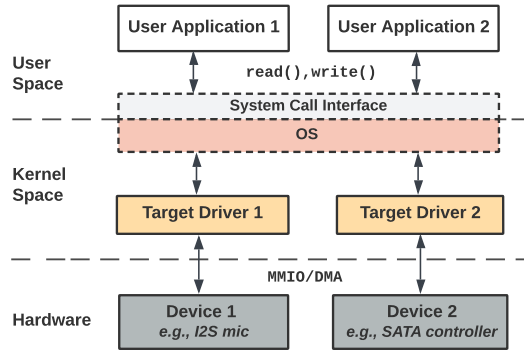 User Application 1
User Application 2
User
Space
read(),write()
System Call Interface
OS
Kernel
Space
Target Driver 1
Target Driver 2
MMIO/DMA
Hardware
Device 1
e.g., I2S mic
Device 2
e.g., SATA controller